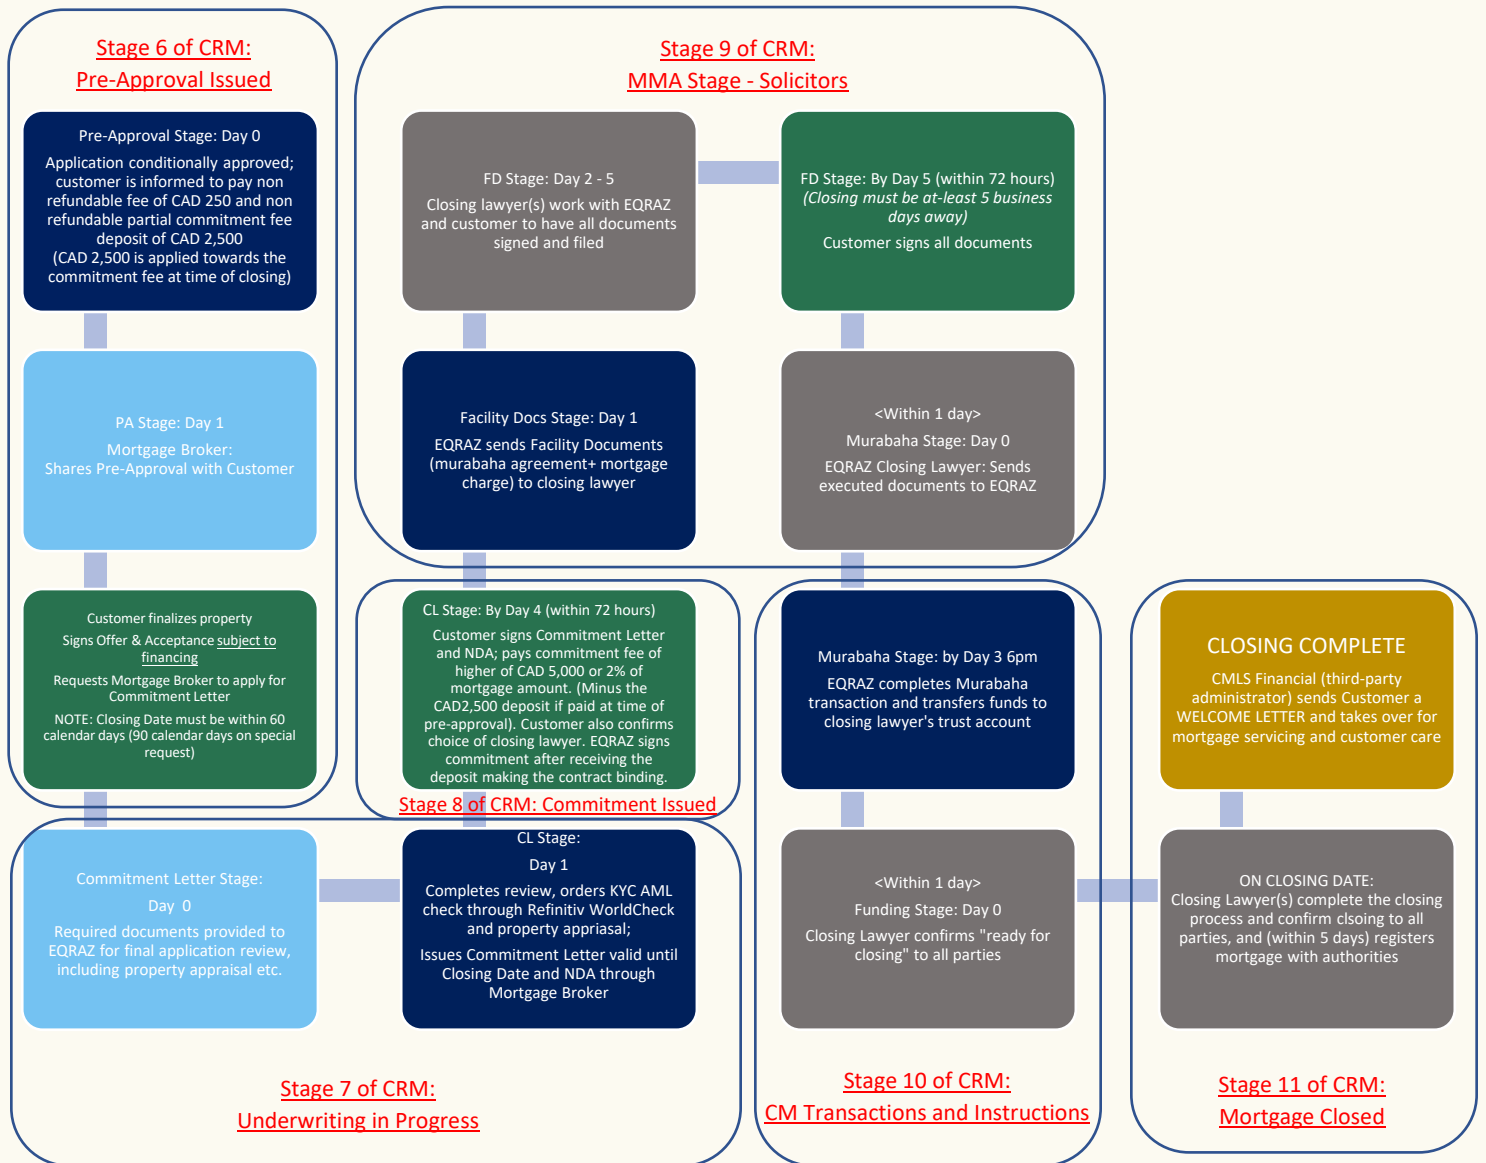 Stage 6 of CRM:
Pre-Approval Issued
Pre-Approval Stage: Day 0
Application conditionally approved;
customer is informed to pay non
refundable fee of CAD 250 and non
refundable partial commitment fee
deposit of CAD 2,500
(CAD 2,500 is applied towards the
commitment fee at time of closing)
PA Stage: Day 1
Mortgage Broker:
Shares Pre-Approval with Customer
Customer finalizes property
Signs Offer & Acceptance subject to
financing
Requests Mortgage Broker to apply for
Commitment Letter
NOTE: Closing Date must be within 60
calendar days (90 calendar days on special
request)
Commitment Letter Stage:
Day 0
Required documents provided to
EQRAZ for final application review,
including property appraisal etc.
CL Stage:
Day 1
Completes review, orders KYC AML
check through Refinitiv WorldCheck
and property apprisal;
Issues Commitment Letter valid until
Closing Date and NDA through
Mortgage Broker
Stage 7 of CRM:
Underwriting in Progress
CL Stage: By Day 4 (within 72 hours)
Customer signs Commitment Letter
and NDA; pays commitment fee of
higher of CAD 5,000 or 2% of
mortgage amount. (Minus the
CAD2,500 deposit if paid at time of
pre-approval). Customer also confirms
choice of closing lawyer. EQRAZ signs
commitment after receiving the
deposit making the contract binding.
Stage 8 of CRM: Commitment Issued
Stage 9 of CRM:
MMA Stage - Solicitors
Facility Docs Stage: Day 1
EQRAZ sends Facility Documents
(murabaha agreement+ mortgage
charge) to closing lawyer
FD Stage: Day 2 - 5
Closing lawyer(s) work with EQRAZ
and customer to have all documents
signed and filed
FD Stage: By Day 5 (within 72 hours)
(Closing must be at-least 5 business
days away)
Customer signs all documents
<Within 1 day>
Murabaha Stage: Day 0
EQRAZ Closing Lawyer: Sends
executed documents to EQRAZ
Murabaha Stage: by Day 3 6pm
EQRAZ completes Murabaha
transaction and transfers funds to
closing lawyer's trust account
<Within 1 day>
Funding Stage: Day 0
Closing Lawyer confirms "ready for
closing" to all parties
Stage 10 of CRM:
CM Transactions and Instructions
ON CLOSING DATE:
Closing Lawyer(s) complete the closing
process and confirm clsoing to all
parties, and (within 5 days) registers
mortgage with authorities
CLOSING COMPLETE
CMLS Financial (third-party
administrator) sends Customer a
WELCOME LETTER and takes over for
mortgage servicing and customer care
Stage 11 of CRM:
Mortgage Closed